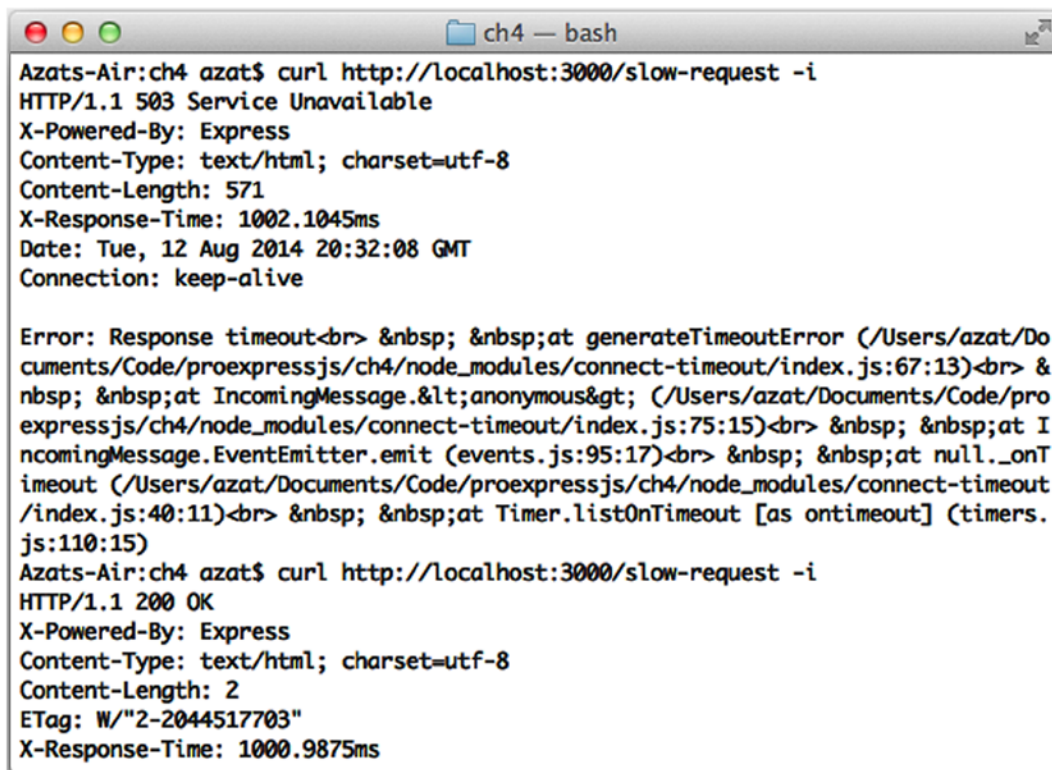 ch4 — bash
Azats-Air:ch4 azat$ curl http://localhost:3000/slow-request -i
HTTP/1.1 503 Service Unavailable
X-Powered-By: Express
Content-Type: text/html; charset=utf-8
Content-Length: 571
X-Response-Time: 1002.1045ms
Date: Tue, 12 Aug 2014 20:32:08 GMT
Connection: keep-alive
Error: Response timeout<br> &nbsp; &nbsp;at generateTimeoutError (/Users/azat/Do
cuments/Code/proexpressjs/ch4/node_modules/connect-timeout/index.js:67:13)<br> &
nbsp; &nbsp;at IncomingMessage.&lt;anonymous&gt; (/Users/azat/Documents/Code/pro
expressjs/ch4/node_modules/connect-timeout/index.js:75:15)<br> &nbsp; &nbsp;at I
ncomingMessage.EventEmitter.emit (events.js:95:17)<br> &nbsp; &nbsp;at null._onT
imeout (/Users/azat/Documents/Code/proexpressjs/ch4/node_modules/connect-timeout
/index.js:40:11)<br> &nbsp; &nbsp;at Timer.listOnTimeout [as ontimeout] (timers.
js:110:15)
Azats-Air:ch4 azat$ curl http://localhost:3000/slow-request -i
HTTP/1.1 200 OK
X-Powered-By: Express
Content-Type: text/html; charset=utf-8
Content-Length: 2
ETag: W/"2-2044517703"
X-Response-Time: 1000.9875ms